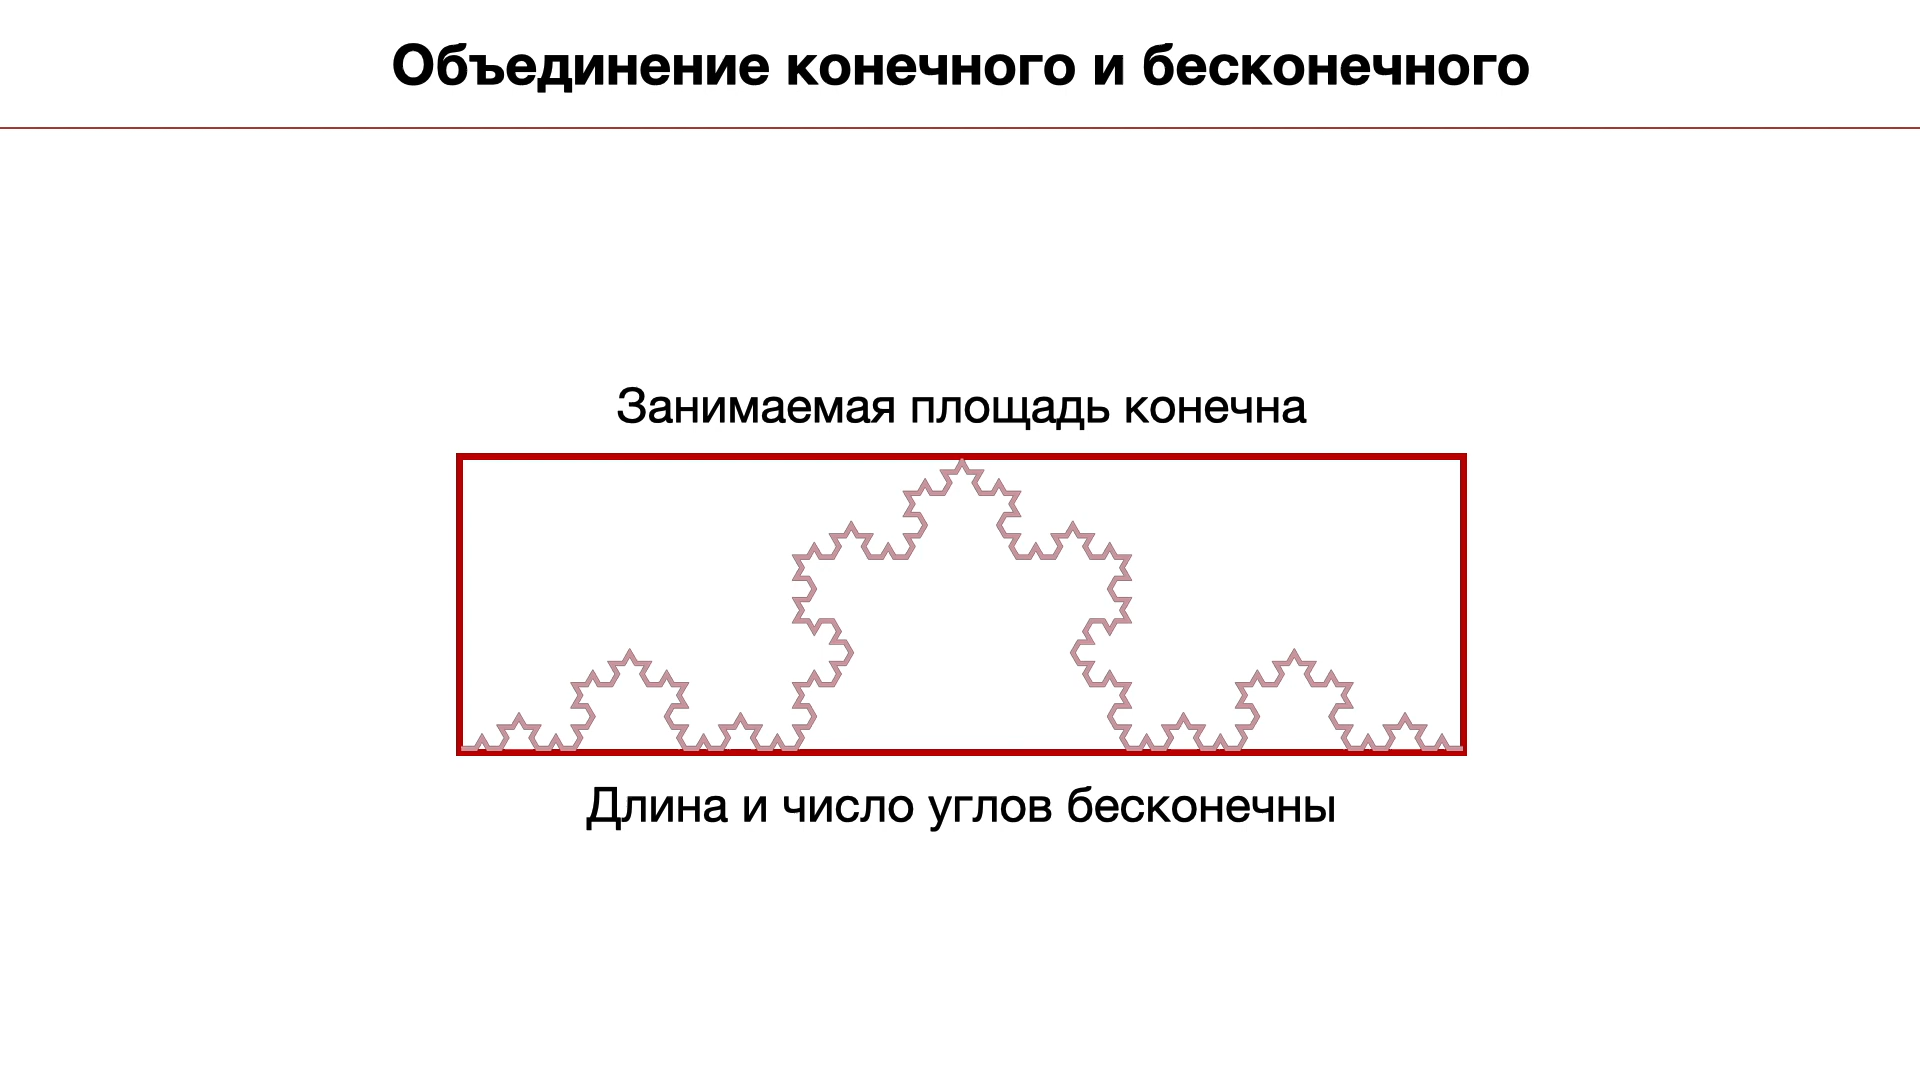 Объединение конечного и бесконечного
Занимаемая площадь конечна
Длина и число углов бесконечны